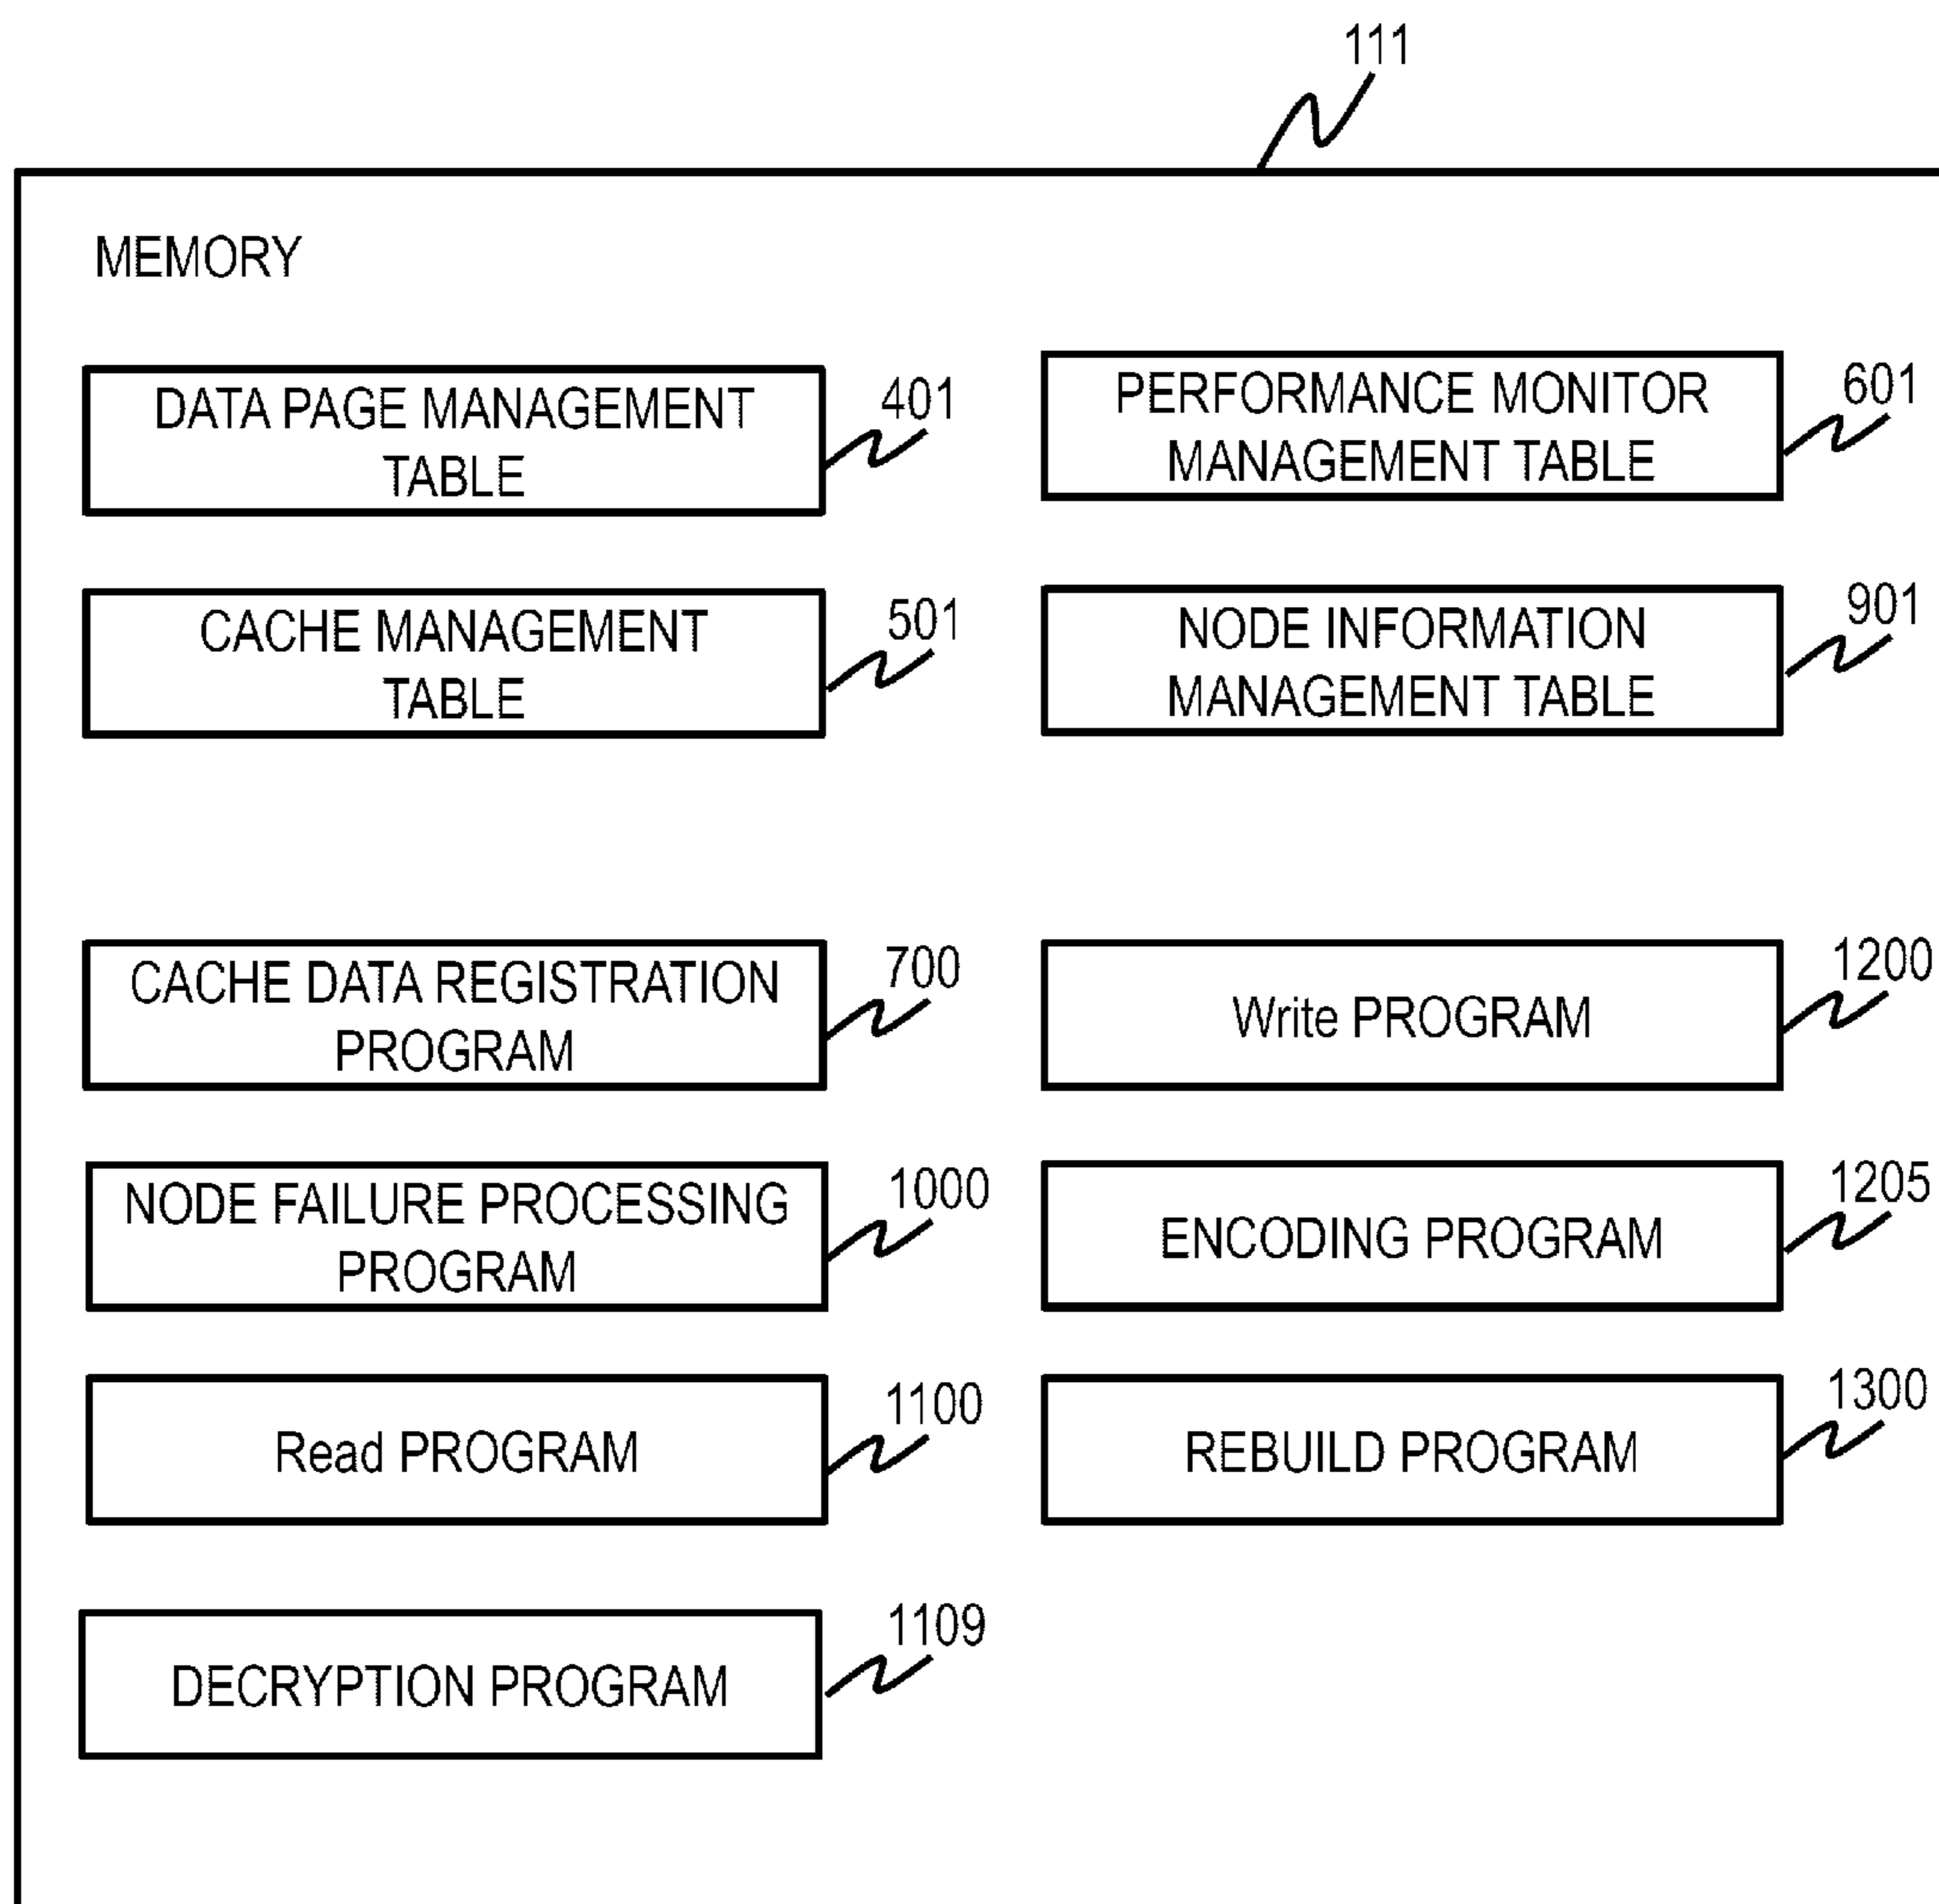 111
MEMORY
DATA PAGE MANAGEMENT
TABLE
401
PERFORMANCE MONITOR
MANAGEMENT TABLE
601
CACHE MANAGEMENT
TABLE
501
NODE INFORMATION
MANAGEMENT TABLE
901
CACHE DATA REGISTRATION
PROGRAM
700
Write PROGRAM
1200
NODE FAILURE PROCESSING
PROGRAM
1000
ENCODING PROGRAM
1205
Read PROGRAM
1100
REBUILD PROGRAM
1300
DECRYPTION PROGRAM
1109